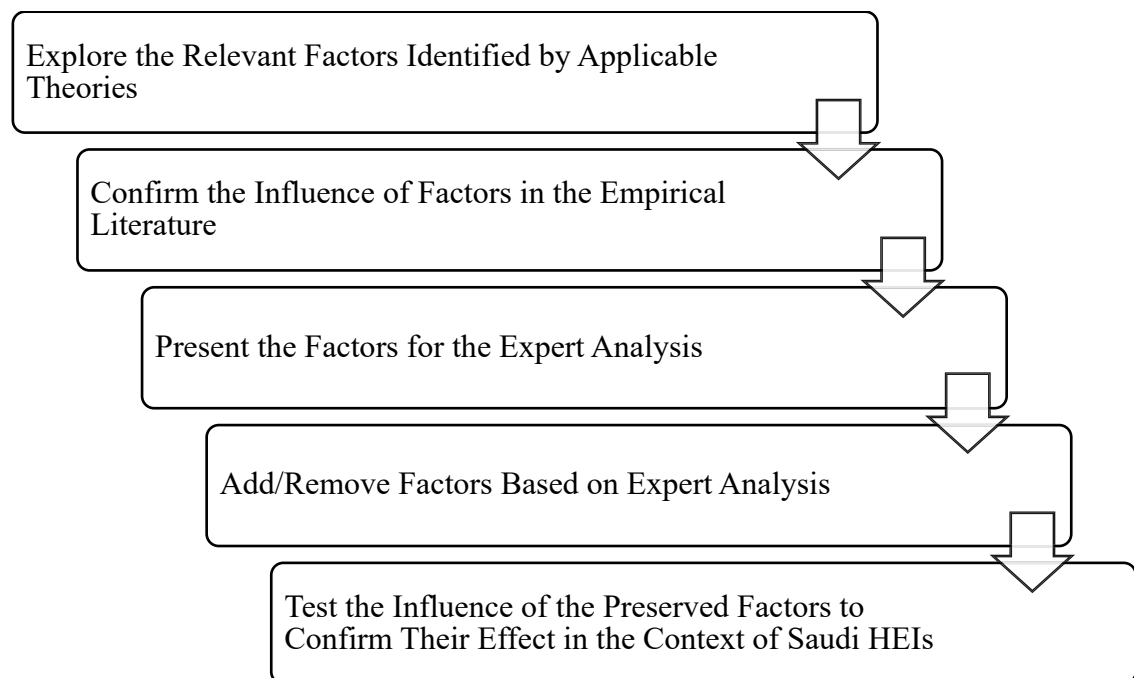 Explore the Relevant Factors Identified by Applicable
Theories
Confirm the Influence of Factors in the Empirical
Literature
Present the Factors for the Expert Analysis
Add/Remove Factors Based on Expert Analysis
Test the Influence of the Preserved Factors to
Confirm Their Effect in the Context of Saudi HEIs